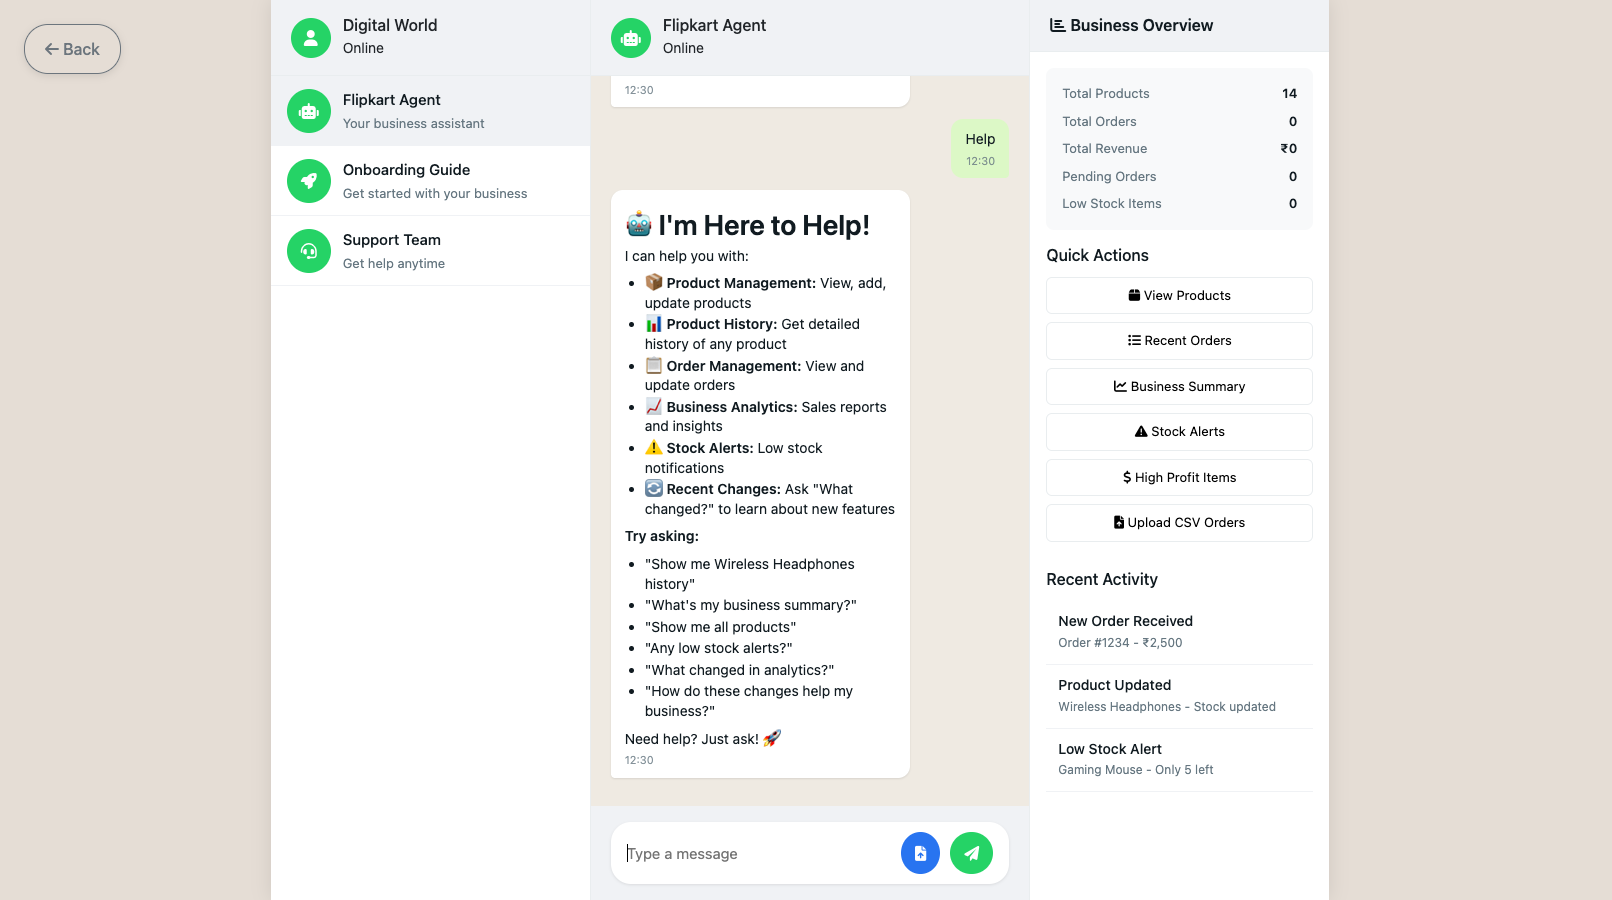 Back
Digital World
Online
Flipkart Agent
Your business assistant
Onboarding Guide
Get started with your business
Support Team
Get help anytime
Flipkart Agent
Online
12:30
Help
12:30
I'm Here to Help!
I can help you with:
Product Management: View, add,
update products
Product History: Get detailed
history of any product
Order Management: View and
update orders
Business Analytics: Sales reports
and insights
Stock Alerts: Low stock
notifications
Recent Changes: Ask "What
changed?" to learn about new features
Try asking:
"Show me Wireless Headphones
history"
"What's my business summary?"
"Show me all products"
"Any low stock alerts?"
"What changed in analytics?"
"How do these changes help my
business?"
Need help? Just ask!
12:30
Type a message
Business Overview
Total Products 14
Total Orders 0
Total Revenue ₹0
Pending Orders 0
Low Stock Items 0
Quick Actions
View Products
Recent Orders
Business Summary
Stock Alerts
High Profit Items
Upload CSV Orders
Recent Activity
New Order Received
Order #1234 - ₹2,500
Product Updated
Wireless Headphones - Stock updated
Low Stock Alert
Gaming Mouse - Only 5 left